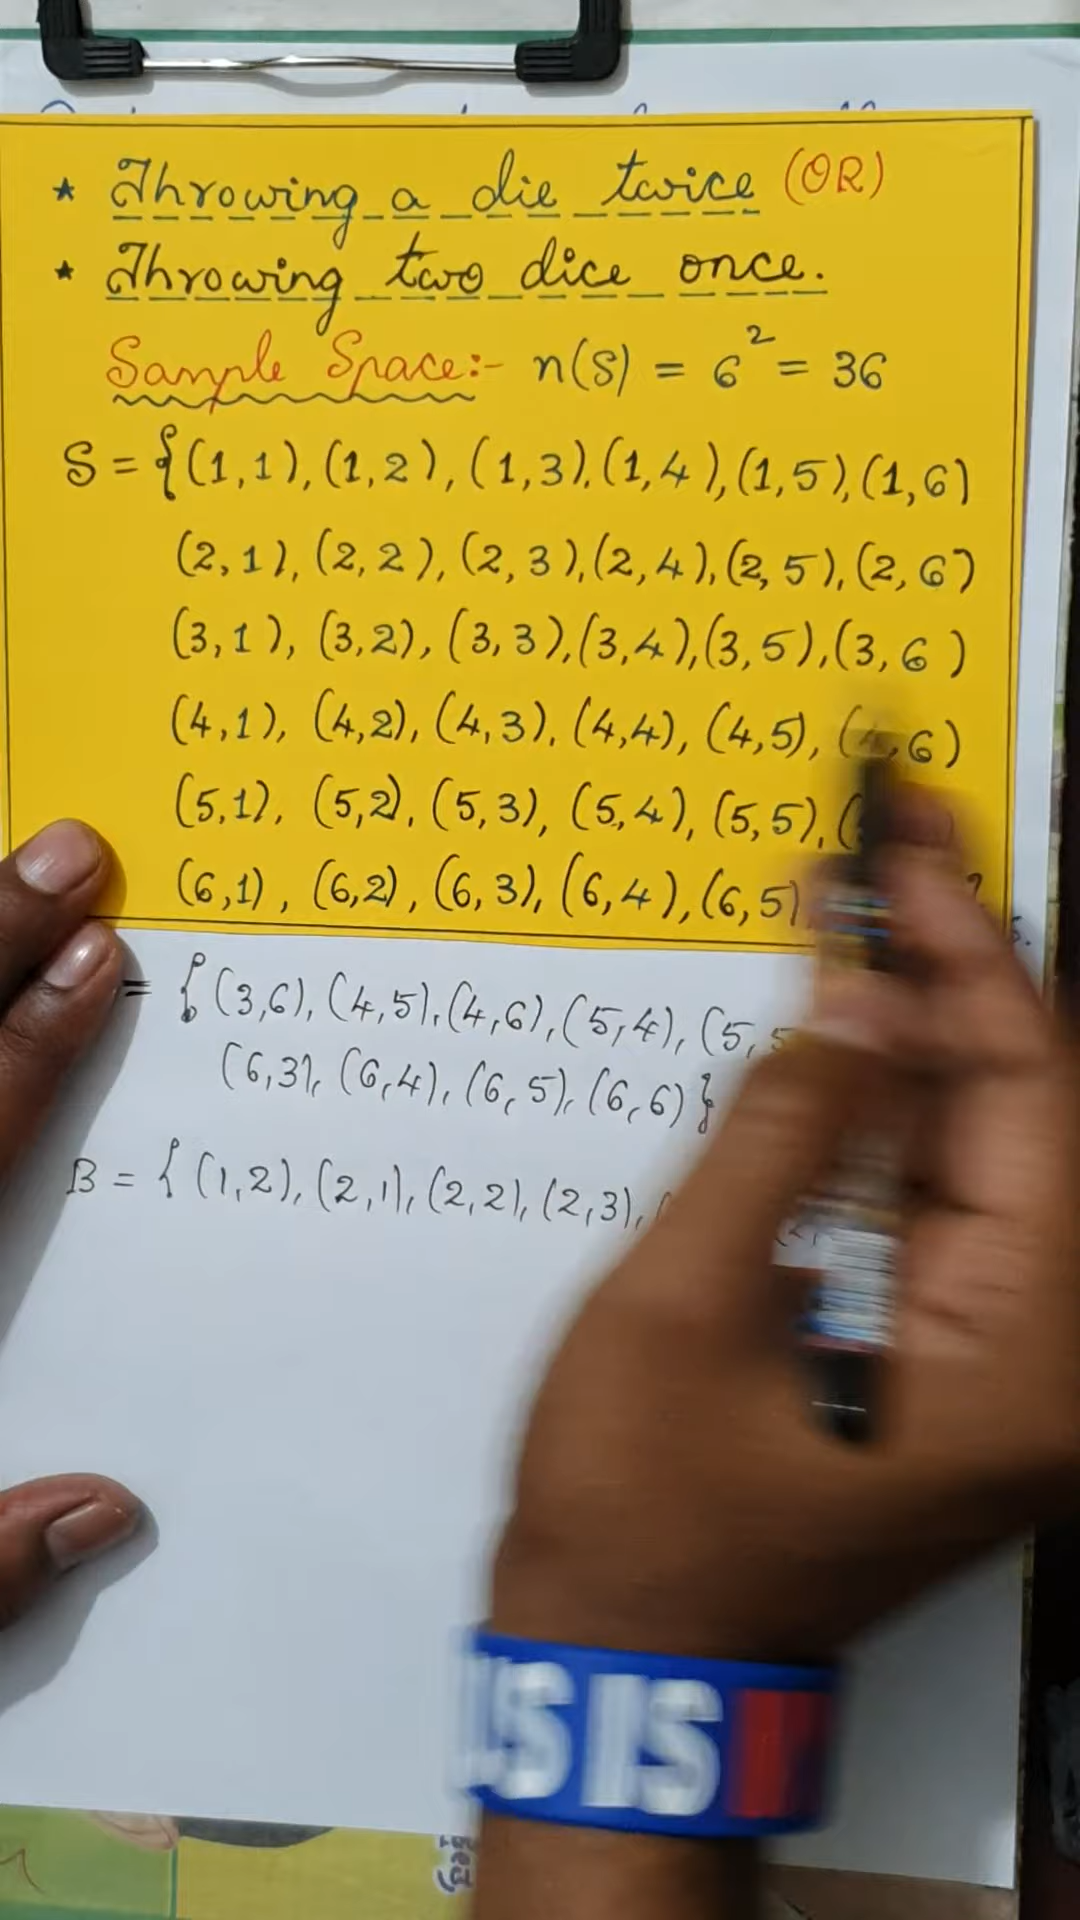 * Throwing a die twice (OR)
* Throwing two dice once.
Sample Space:- n(S) = 6² = 36
S = {(1,1), (1,2), (1,3), (1,4), (1,5), (1,6)
(2,1), (2,2), (2,3), (2,4), (2,5), (2,6)
(3,1), (3,2), (3,3), (3,4), (3,5), (3,6)
(4,1), (4,2), (4,3), (4,4), (4,5), (4,6)
(5,1), (5,2), (5,3), (5,4), (5,5), (
(6,1), (6,2), (6,3), (6,4), (6,5)
= {(3,6), (4,5), (4,6), (5,4), (5,5
(6,3), (6,4), (6,5), (6,6)}
B = {(1,2), (2,1), (2,2), (2,3), (